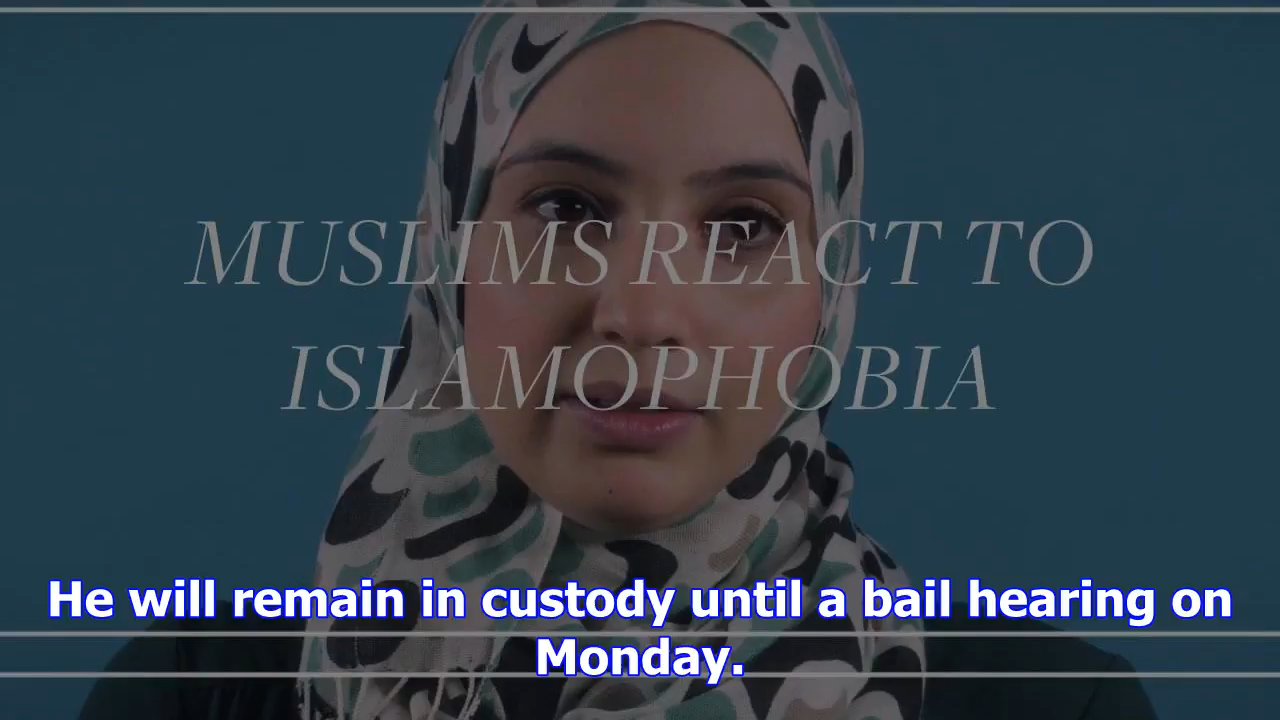 MUSLIMS REACT TO
ISLAMOPHOBIA
He will remain in custody until a bail hearing on
Monday.